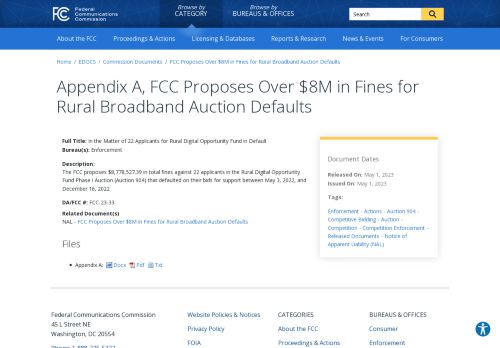 FCC Federal Communications Commission
Browse by CATEGORY
Browse by BUREAUS & OFFICES
Search
About the FCC Proceedings & Actions Licensing & Databases Reports & Research News & Events For Consumers
Home / EDOCS / Commission Documents / FCC Proposes Over $8M in Fines for Rural Broadband Auction Defaults
Appendix A, FCC Proposes Over $8M in Fines for
Rural Broadband Auction Defaults
Full Title: In the Matter of 22 Applicants for Rural Digital Opportunity Fund in Default
Bureau(s): Enforcement
Description:
The FCC proposes $8,778,527.39 in total fines against 22 applicants in the Rural Digital Opportunity
Fund Phase I Auction (Auction 904) that defaulted on their bids for support between May 3, 2022, and
December 16, 2022
DA/FCC #: FCC-23-33
Related Document(s)
NAL - FCC Proposes Over $8M in Fines for Rural Broadband Auction Defaults
Files
Appendix A: Docx Pdf Txt
Document Dates
Released On: May 1, 2023
Issued On: May 1, 2023
Tags:
Enforcement - Actions - Auction 904 -
Competitive Bidding - Auction -
Competition - Competition Enforcement -
Released Documents - Notice of
Apparent Liability (NAL)
Federal Communications Commission
45 L Street NE
Washington, DC 20554
Website Policies & Notices
Privacy Policy
FOIA
CATEGORIES
About the FCC
Proceedings & Actions
BUREAUS & OFFICES
Consumer
Enforcement